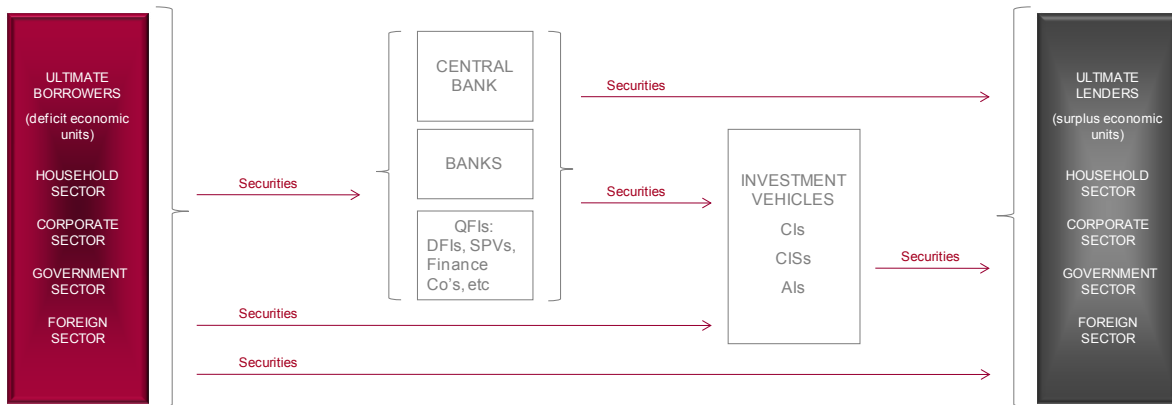 ULTIMATE
BORROWERS
(deficit economic
units)
HOUSEHOLD
SECTOR
CORPORATE
SECTOR
GOVERNMENT
SECTOR
FOREIGN
SECTOR
Securities
Securities
Securities
CENTRAL
BANK
BANKS
QFIs:
DFIs, SPVs,
Finance
Co's, etc
Securities
Securities
INVESTMENT
VEHICLES
CIs
CISs
AIs
Securities
ULTIMATE
LENDERS
(surplus economic
units)
HOUSEHOLD
SECTOR
CORPORATE
SECTOR
GOVERNMENT
SECTOR
FOREIGN
SECTOR